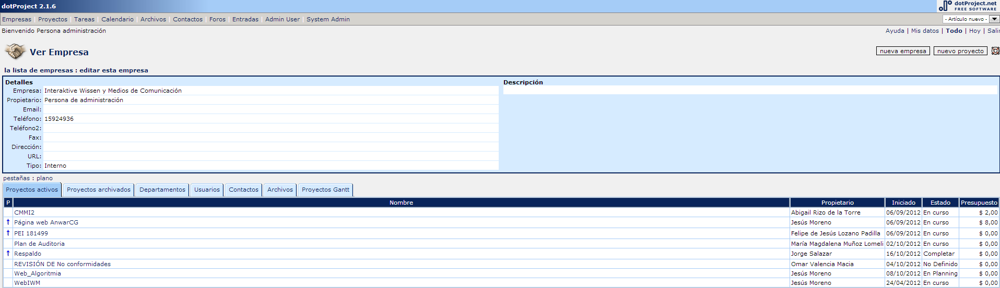 dotProject 2.1.6
dotProject.net
FREE SOFTWARE
Empresas | Proyectos | Tareas | Calendario | Archivos | Contactos | Foros | Entradas | Admin User | System Admin
- Artículo nuevo -
Bienvenido Persona administración
Ayuda | Mis datos | Todo | Hoy | Salir
Ver Empresa
nueva empresa
nuevo proyecto
la lista de empresas : editar esta empresa
Detalles
Empresa: Interaktive Wissen y Medios de Comunicación
Propietario: Persona de administración
Email:
Teléfono: 15924936
Teléfono2:
Fax:
Dirección:
URL:
Tipo: Interno
Descripción
pestañas : plano
Proyectos activos Proyectos archivados Departamentos Usuarios Contactos Archivos Proyectos Gantt
P Nombre Propietario Iniciado Estado Presupuesto
CMMI2 Abigail Rizo de la Torre 06/09/2012 En curso $ 2,00
Página web AnwarCG Jesús Moreno 06/09/2012 En curso $ 8,00
PEI 181499 Felipe de Jesús Lozano Padilla 06/09/2012 En curso $ 0,00
Plan de Auditoria María Magdalena Muñoz Lomeli 02/10/2012 En curso $ 0,00
Respaldo Jorge Salazar 16/10/2012 Completar $ 0,00
REVISIÓN DE No conformidades Omar Valencia Macia 04/10/2012 No Definido $ 0,00
Web_Algoritmia Jesús Moreno 08/10/2012 En Planning $ 0,00
WebIWM Jesús Moreno 24/04/2012 En curso $ 0,00